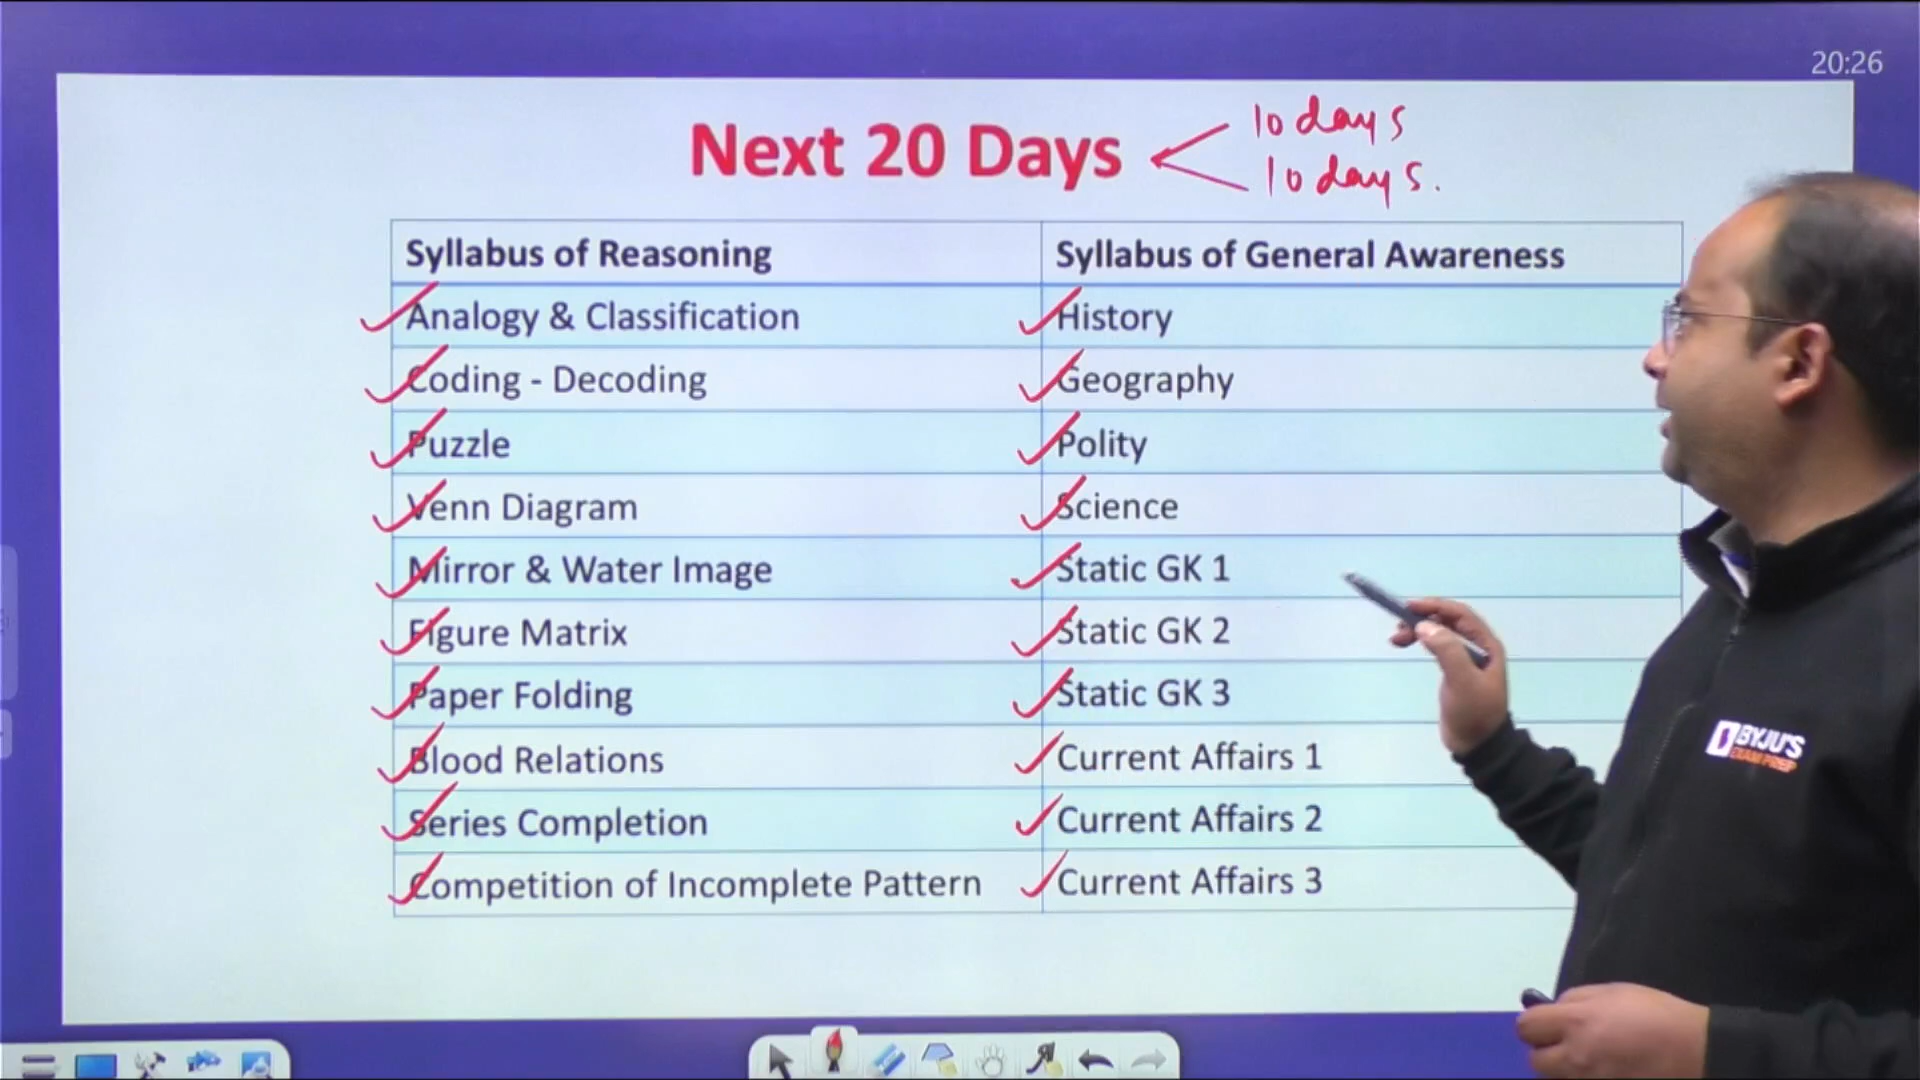 20:26
Next 20 Days
10 days
10 days.
Syllabus of Reasoning
Syllabus of General Awareness
Analogy & Classification
History
Coding - Decoding
Geography
Puzzle
Polity
Venn Diagram
Science
Mirror & Water Image
Static GK 1
Figure Matrix
Static GK 2
Paper Folding
Static GK 3
Blood Relations
Current Affairs 1
Series Completion
Current Affairs 2
Competition of Incomplete Pattern
Current Affairs 3
BYJU'S
EXAM PREP